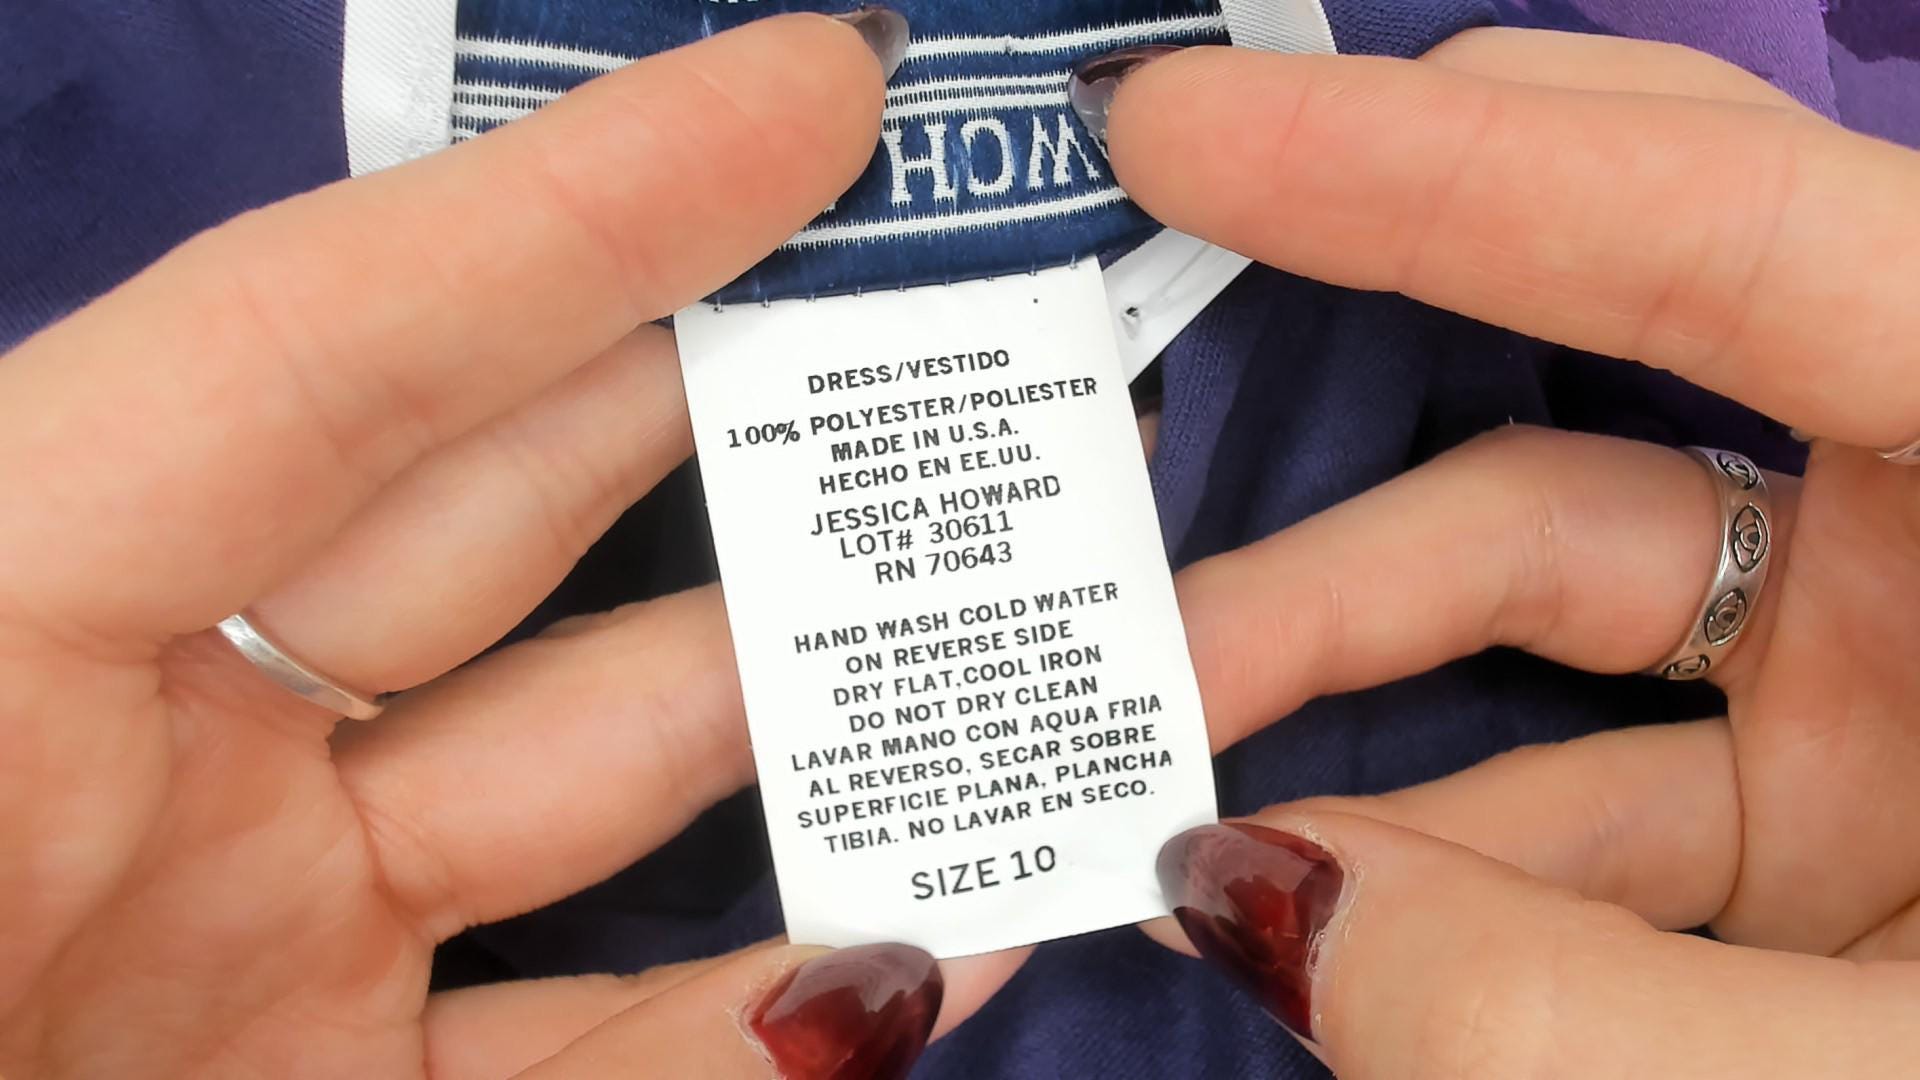 DRESS/VESTIDO
100% POLYESTER/POLIESTER
MADE IN U.S.A.
HECHO EN EE.UU.
JESSICA HOWARD
LOT# 30611
RN 70643
HAND WASH COLD WATER
ON REVERSE SIDE
DRY FLAT,COOL IRON
DO NOT DRY CLEAN
LAVAR MANO CON AQUA FRIA
AL REVERSO, SECAR SOBRE
SUPERFICIE PLANA, PLANCHA
TIBIA. NO LAVAR EN SECO.
SIZE 10